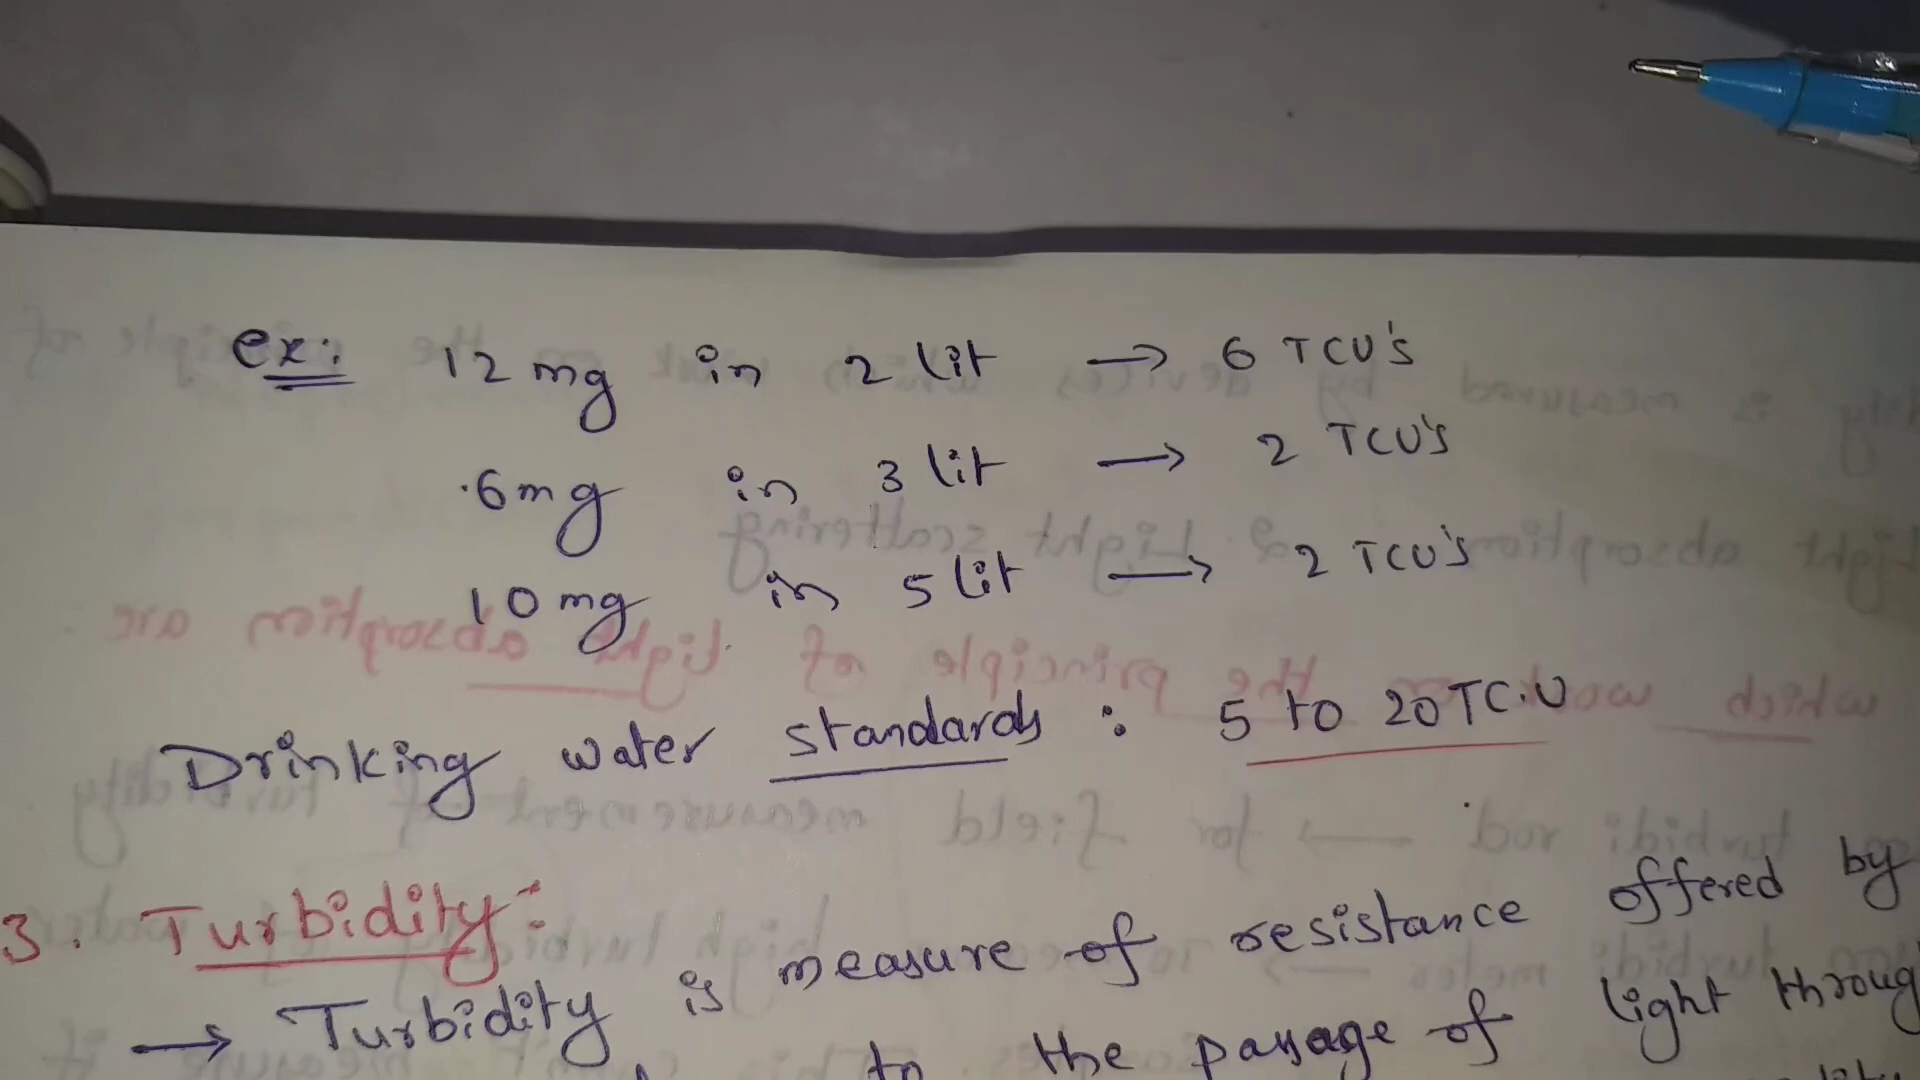 ex: 12 mg in 2 lit → 6 TCU's
6mg in 3 lit → 2 TCU's
10 mg in 5 lit → 2 TCU's
Drinking water standards : 5 to 20 TC.U
3. Turbidity :
→ Turbidity is measure of resistance offered by
to the passage of light throug